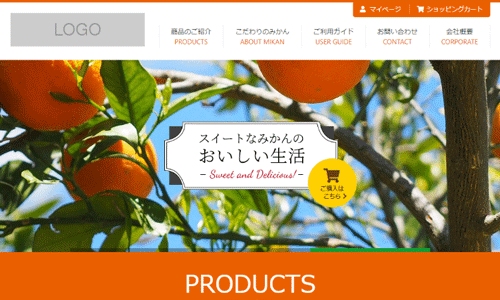 マイページ
ショッピングカート
LOGO
商品のご紹介
PRODUCTS
こだわりのみかん
ABOUT MIKAN
ご利用ガイド
USER GUIDE
お問い合わせ
CONTACT
会社概要
CORPORATE
スイートなみかんの
おいしい生活
Sweet and Delicious!
ご購入は
こちら
PRODUCTS